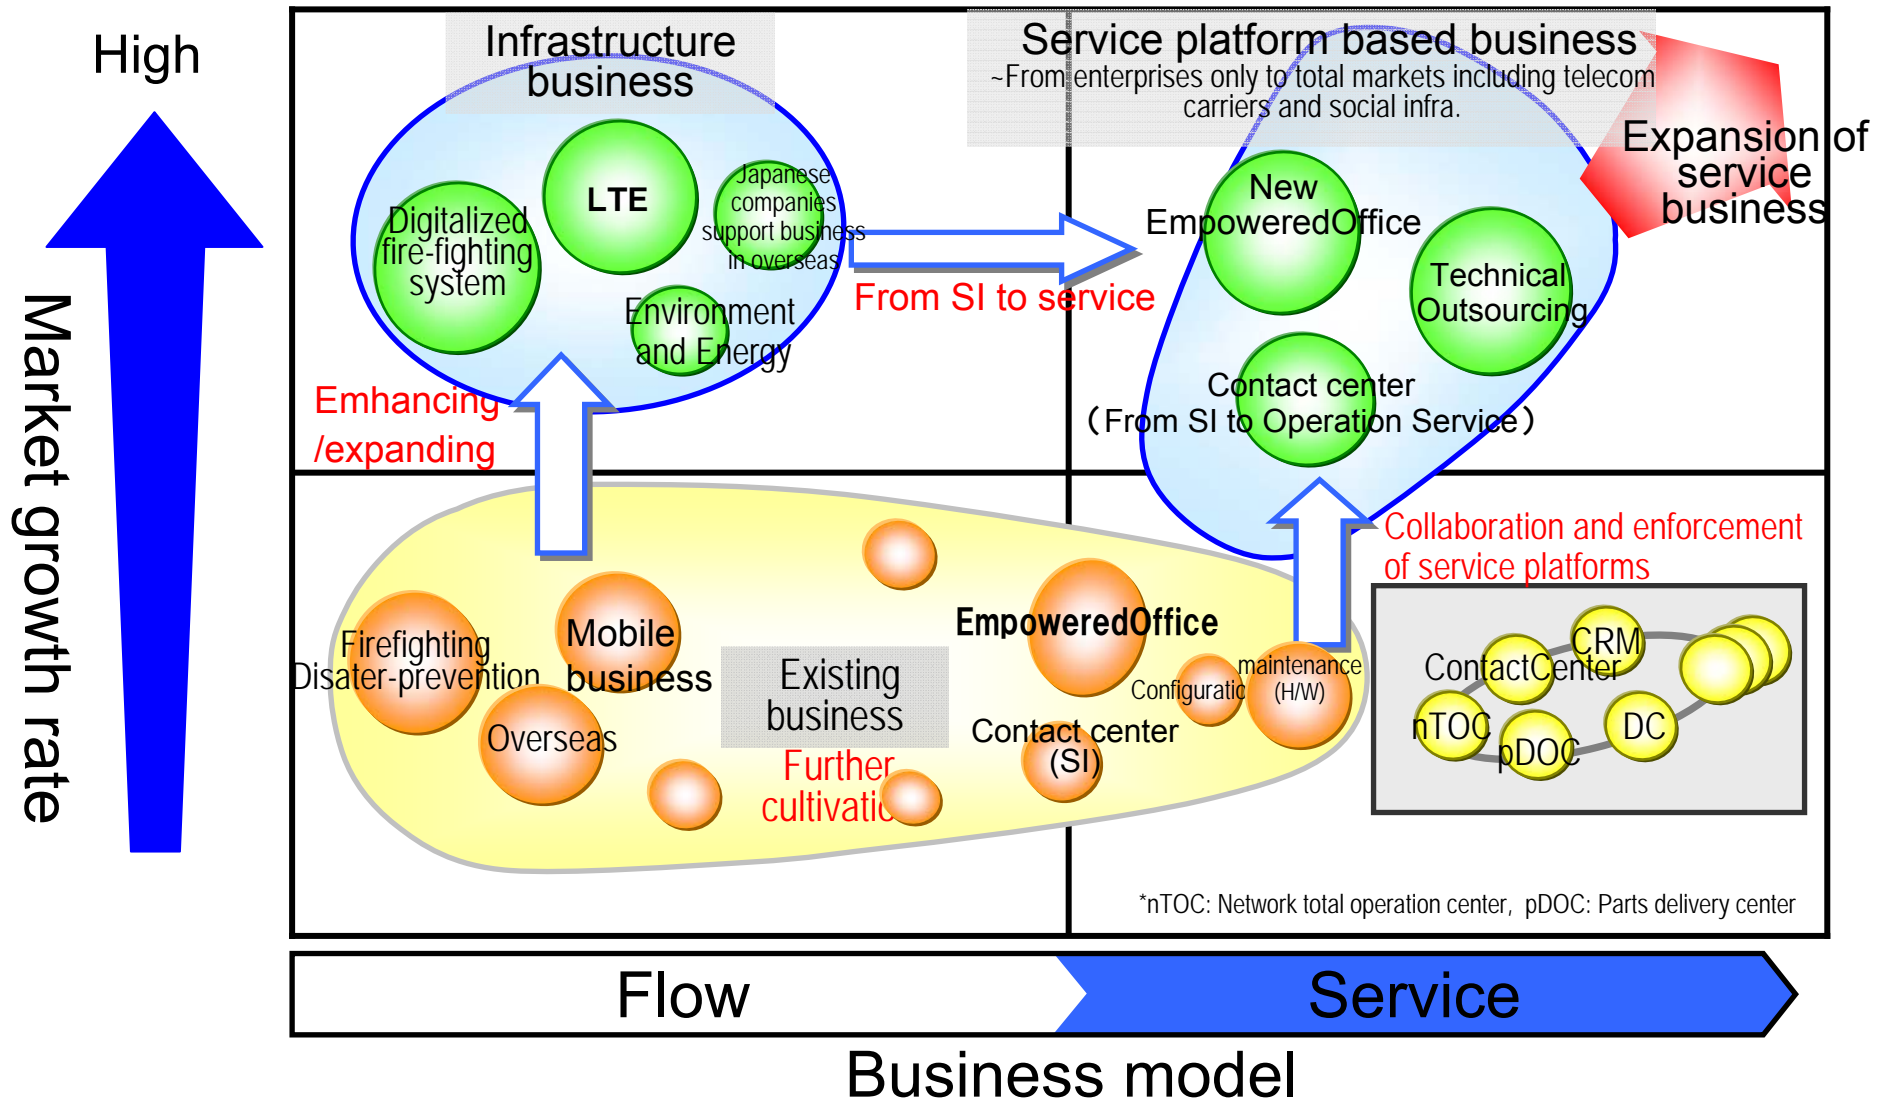 High
Market growth rate
Infrastructure
business
Service platform based business
~From enterprises only to total markets including telecom
carriers and social infra.
Expansion of
service
business
LTE
Digitalized
fire-fighting
system
Japanese
companies
support business
in overseas
Environment
and Energy
From SI to service
New
EmpoweredOffice
Technical
Outsourcing
Contact center
(From SI to Operation Service)
Emhancing
/expanding
Collaboration and enforcement
of service platforms
Firefighting
Disater-prevention
Mobile
business
Overseas
Existing
business
Further
cultivatio
EmpoweredOffice
Configuratio
maintenance
(H/W)
Contact center
(SI)
CRM
ContactCenter
nTOC
pDOC
DC
*nTOC: Network total operation center, pDOC: Parts delivery center
Flow
Service
Business model